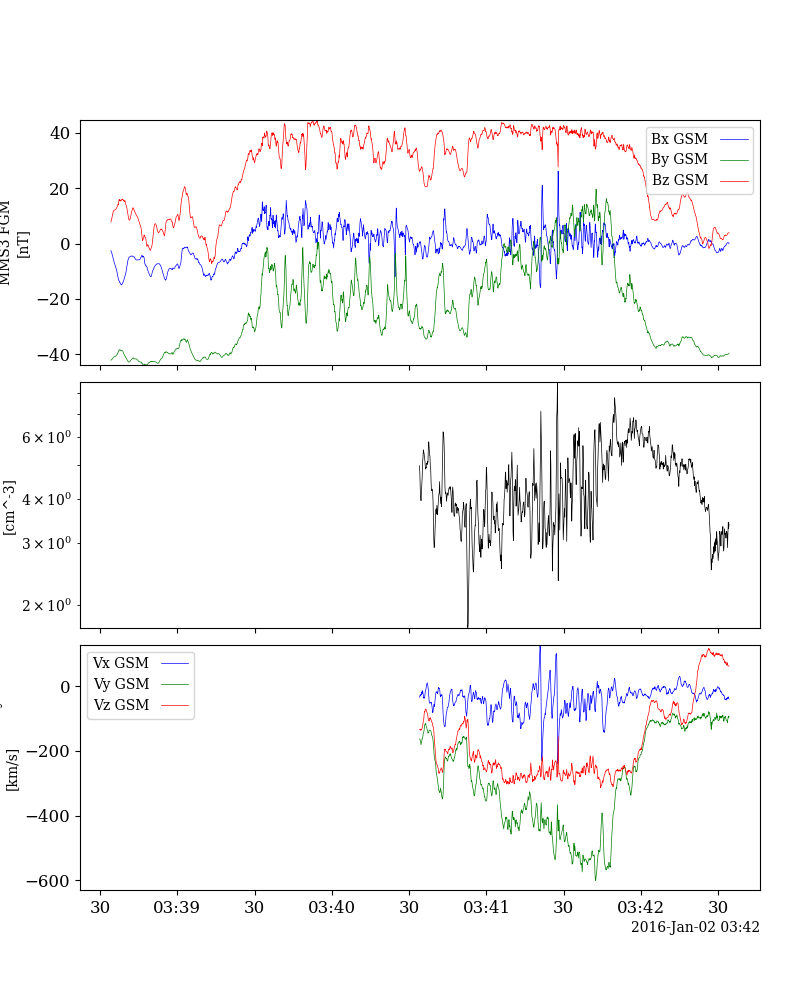 MMS3 FGM
[nT]
40
20
0
−20
−40
Bx GSM
By GSM
Bz GSM
[cm^-3]
6 × 10⁰
4 × 10⁰
3 × 10⁰
2 × 10⁰
[km/s]
0
−200
−400
−600
Vx GSM
Vy GSM
Vz GSM
30 03:39 30 03:40 30 03:41 30 03:42 30
2016-Jan-02 03:42